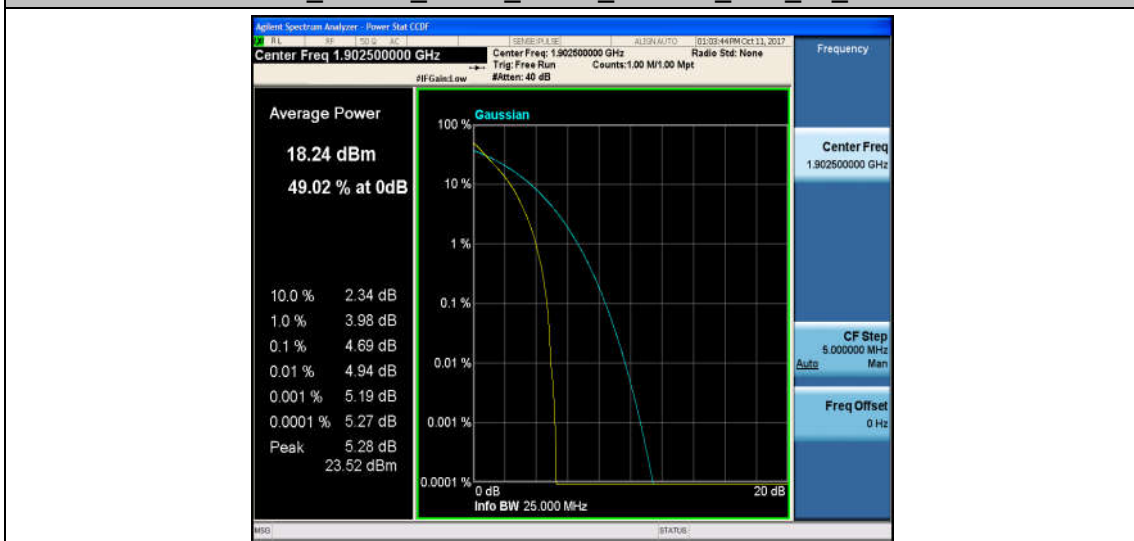 Agilent Spectrum Analyzer - Power Stat CCDF
RL RF 50 Ω AC SENSE:PULSE ALIGN AUTO 01:03:44 PM Oct 11, 2017
Center Freq 1.902500000 GHz
Center Freq: 1.902500000 GHz Radio Std: None
Trig: Free Run Counts:1.00 M/1.00 Mpt
#IFGain:Low #Atten: 40 dB
Frequency
Average Power
18.24 dBm
49.02 % at 0dB
10.0 % 2.34 dB
1.0 % 3.98 dB
0.1 % 4.69 dB
0.01 % 4.94 dB
0.001 % 5.19 dB
0.0001 % 5.27 dB
Peak 5.28 dB
23.52 dBm
Gaussian
100 %
10 %
1 %
0.1 %
0.01 %
0.001 %
0.0001 %
0 dB 20 dB
Info BW 25.000 MHz
Center Freq
1.902500000 GHz
CF Step
5.000000 MHz
Auto Man
Freq Offset
0 Hz
MSG STATUS